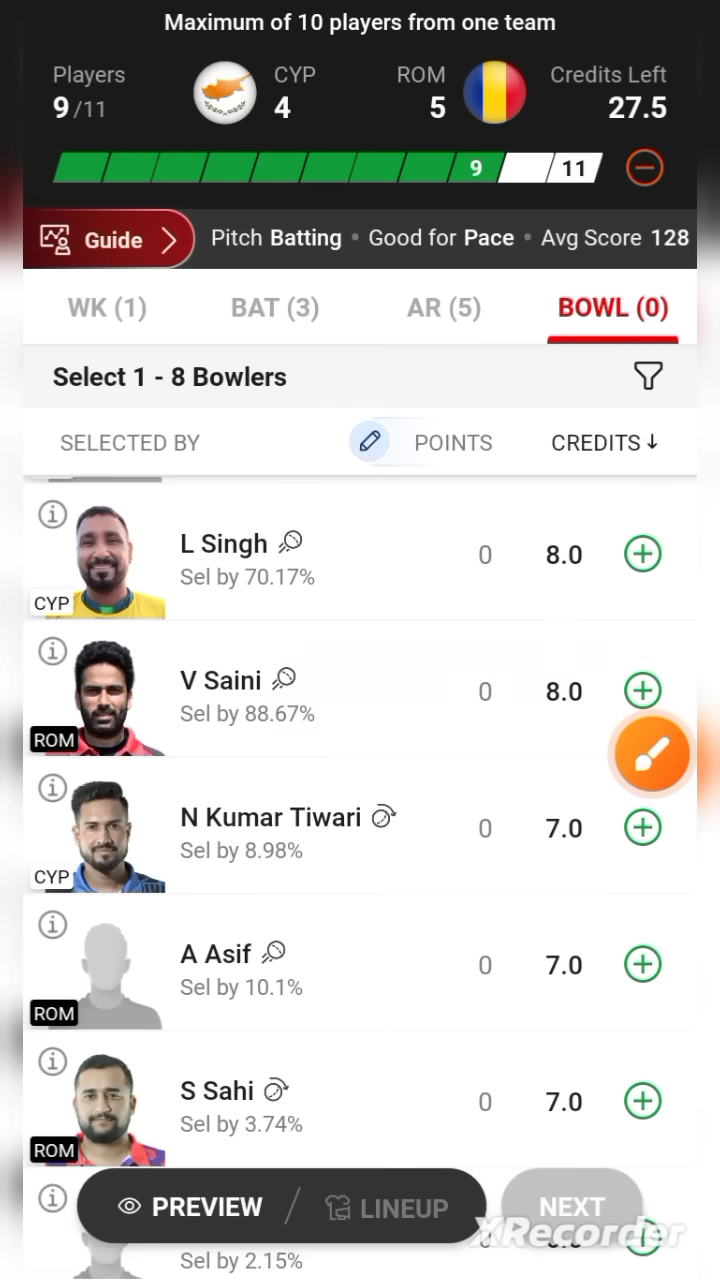 Maximum of 10 players from one team
Players CYP ROM Credits Left
9/11 4 5 27.5
9 11
Guide Pitch Batting • Good for Pace • Avg Score 128
WK (1) BAT (3) AR (5) BOWL (0)
Select 1 - 8 Bowlers
SELECTED BY POINTS CREDITS ↓
L Singh 0 8.0
Sel by 70.17%
CYP
V Saini 0 8.0
Sel by 88.67%
ROM
N Kumar Tiwari 0 7.0
Sel by 8.98%
CYP
A Asif 0 7.0
Sel by 10.1%
ROM
S Sahi 0 7.0
Sel by 3.74%
ROM
PREVIEW / LINEUP NEXT
XRecorder
Sel by 2.15%